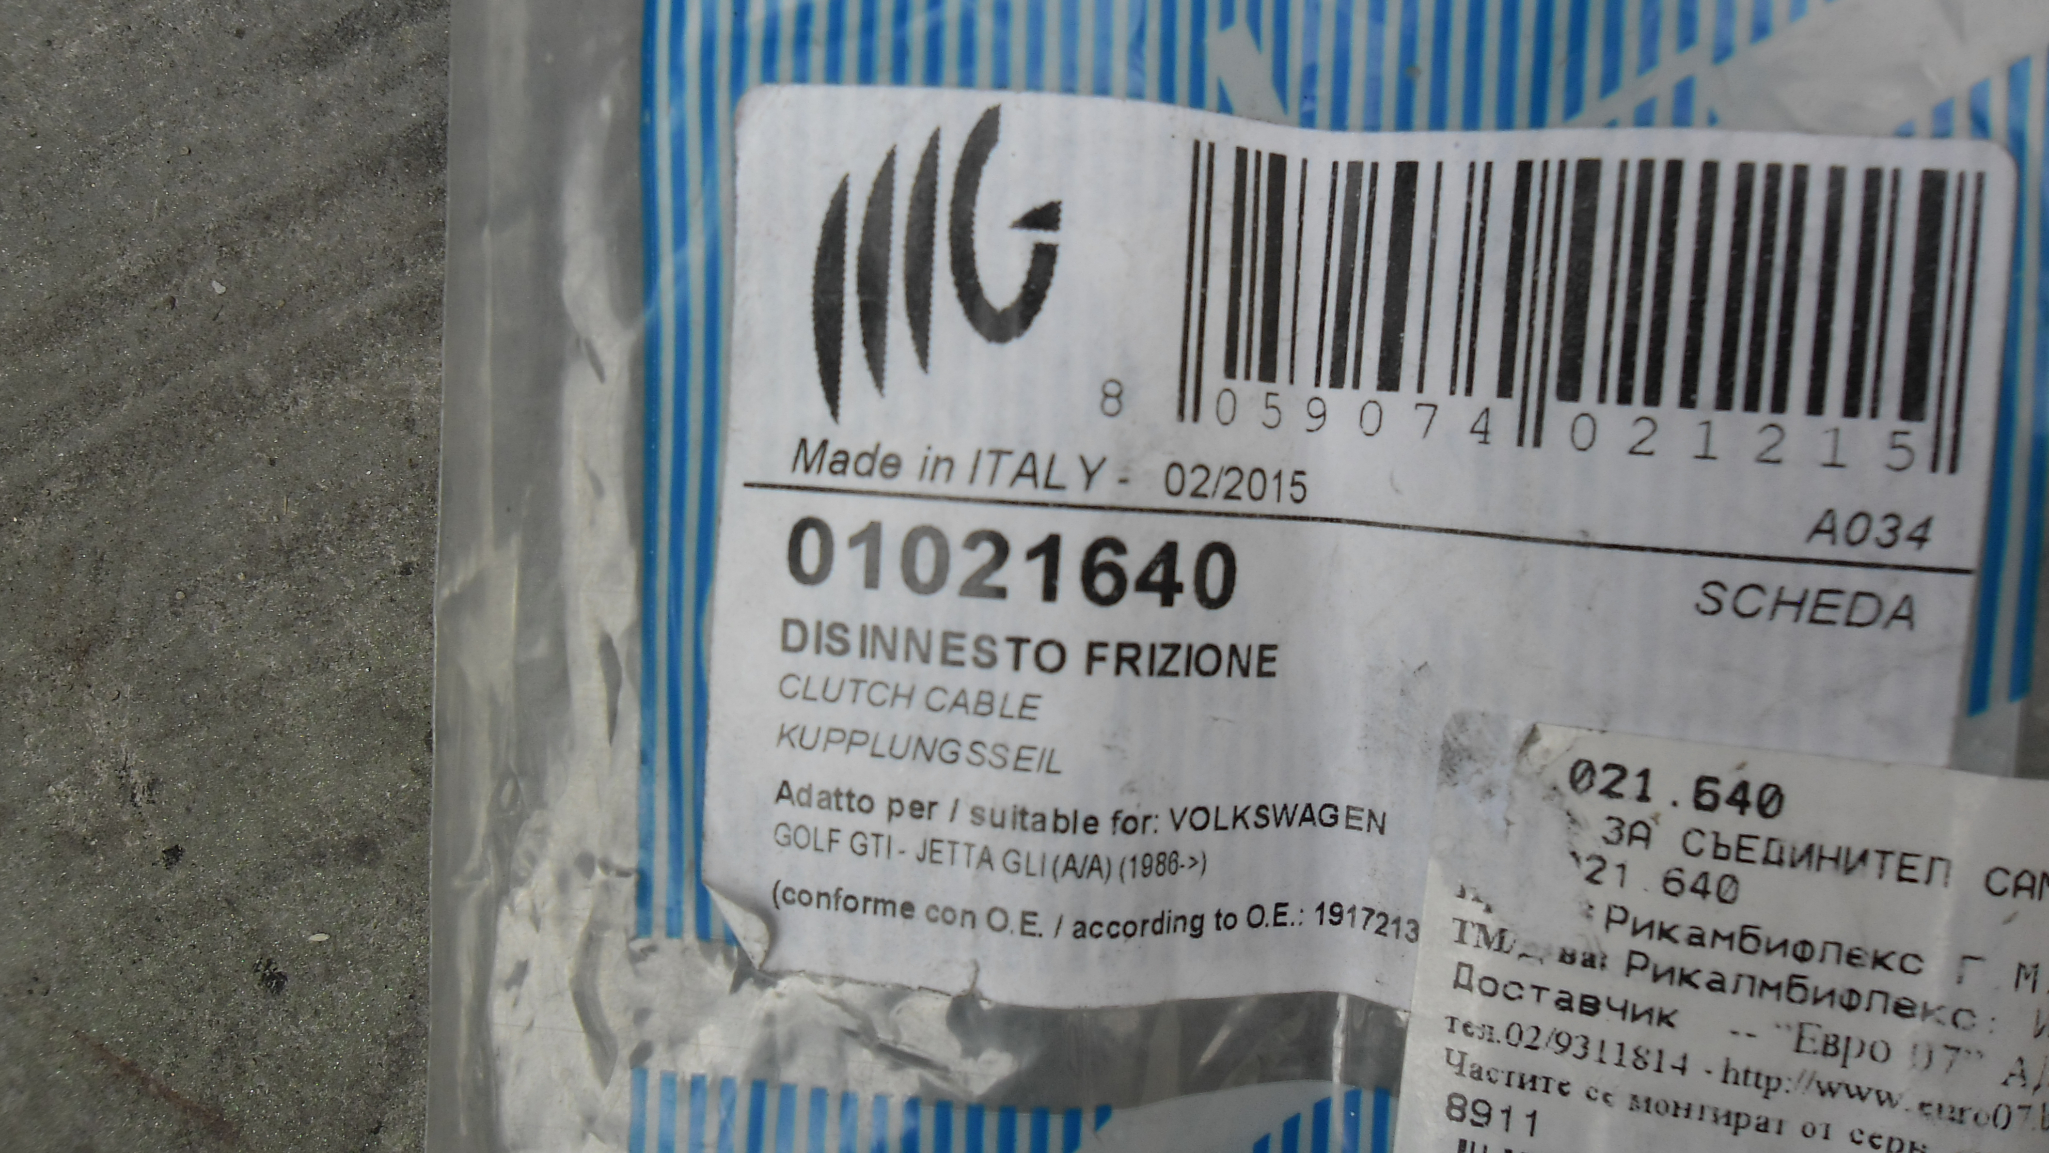 MG
8 059074 021215
Made in ITALY - 02/2015
A034
01021640
SCHEDA
DISINNESTO FRIZIONE
CLUTCH CABLE
KUPPLUNGSSEIL
Adatto per / suitable for: VOLKSWAGEN
GOLF GTI - JETTA GLI (A/A) (1986->)
(conforme con O.E. / according to O.E.: 1917213
021.640
ЗА СЪЕДИНИТЕЛ
21.640
Рикамбифлекс Г М
Рикалмбифлекс:
Доставчик -- "Евро 07"
тел.02/9311814 - http://www.euro07.
Частите се монтират от
8911